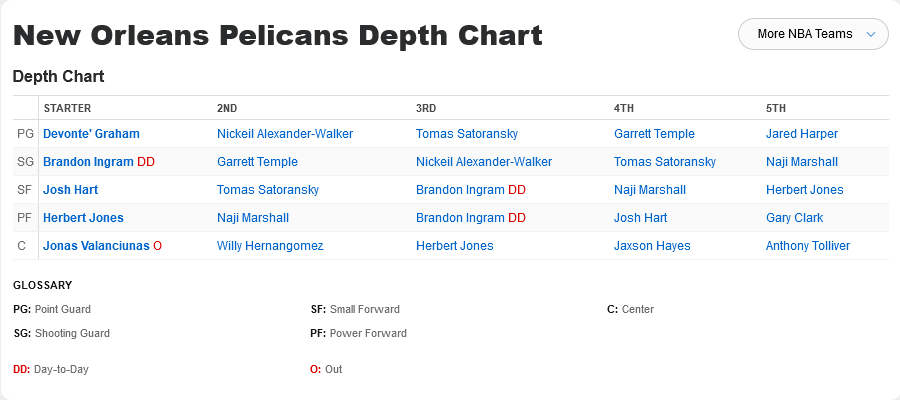 New Orleans Pelicans Depth Chart
More NBA Teams
Depth Chart
STARTER 2ND 3RD 4TH 5TH
PG Devonte' Graham Nickeil Alexander-Walker Tomas Satoransky Garrett Temple Jared Harper
SG Brandon Ingram DD Garrett Temple Nickeil Alexander-Walker Tomas Satoransky Naji Marshall
SF Josh Hart Tomas Satoransky Brandon Ingram DD Naji Marshall Herbert Jones
PF Herbert Jones Naji Marshall Brandon Ingram DD Josh Hart Gary Clark
C Jonas Valanciunas O Willy Hernangomez Herbert Jones Jaxson Hayes Anthony Tolliver
GLOSSARY
PG: Point Guard SF: Small Forward C: Center
SG: Shooting Guard PF: Power Forward
DD: Day-to-Day O: Out